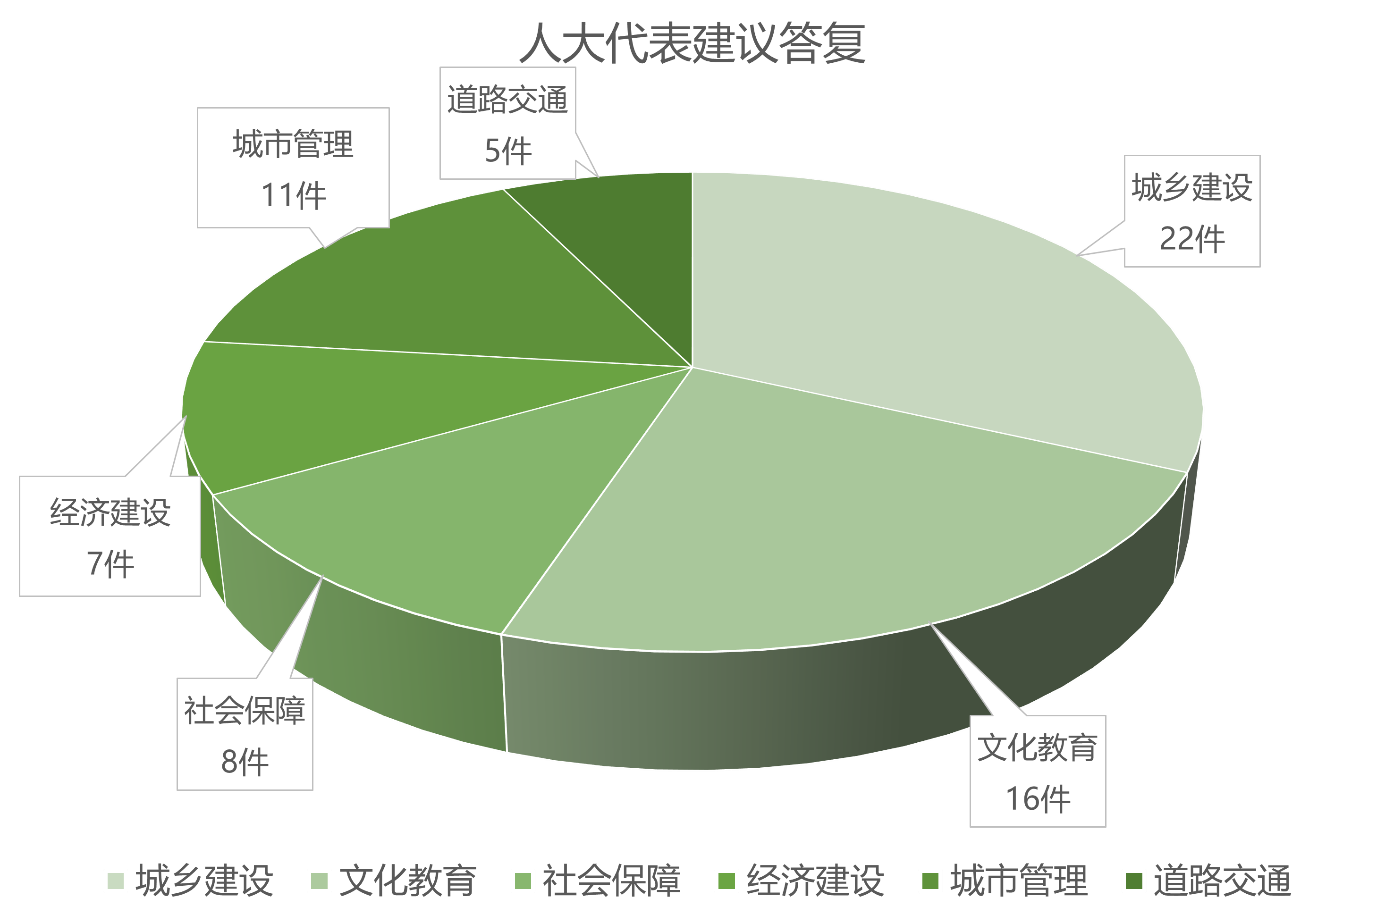 人大代表建议答复
道路交通
5件
城市管理
11件
城乡建设
22件
经济建设
7件
社会保障
8件
文化教育
16件
城乡建设 文化教育 社会保障 经济建设 城市管理 道路交通